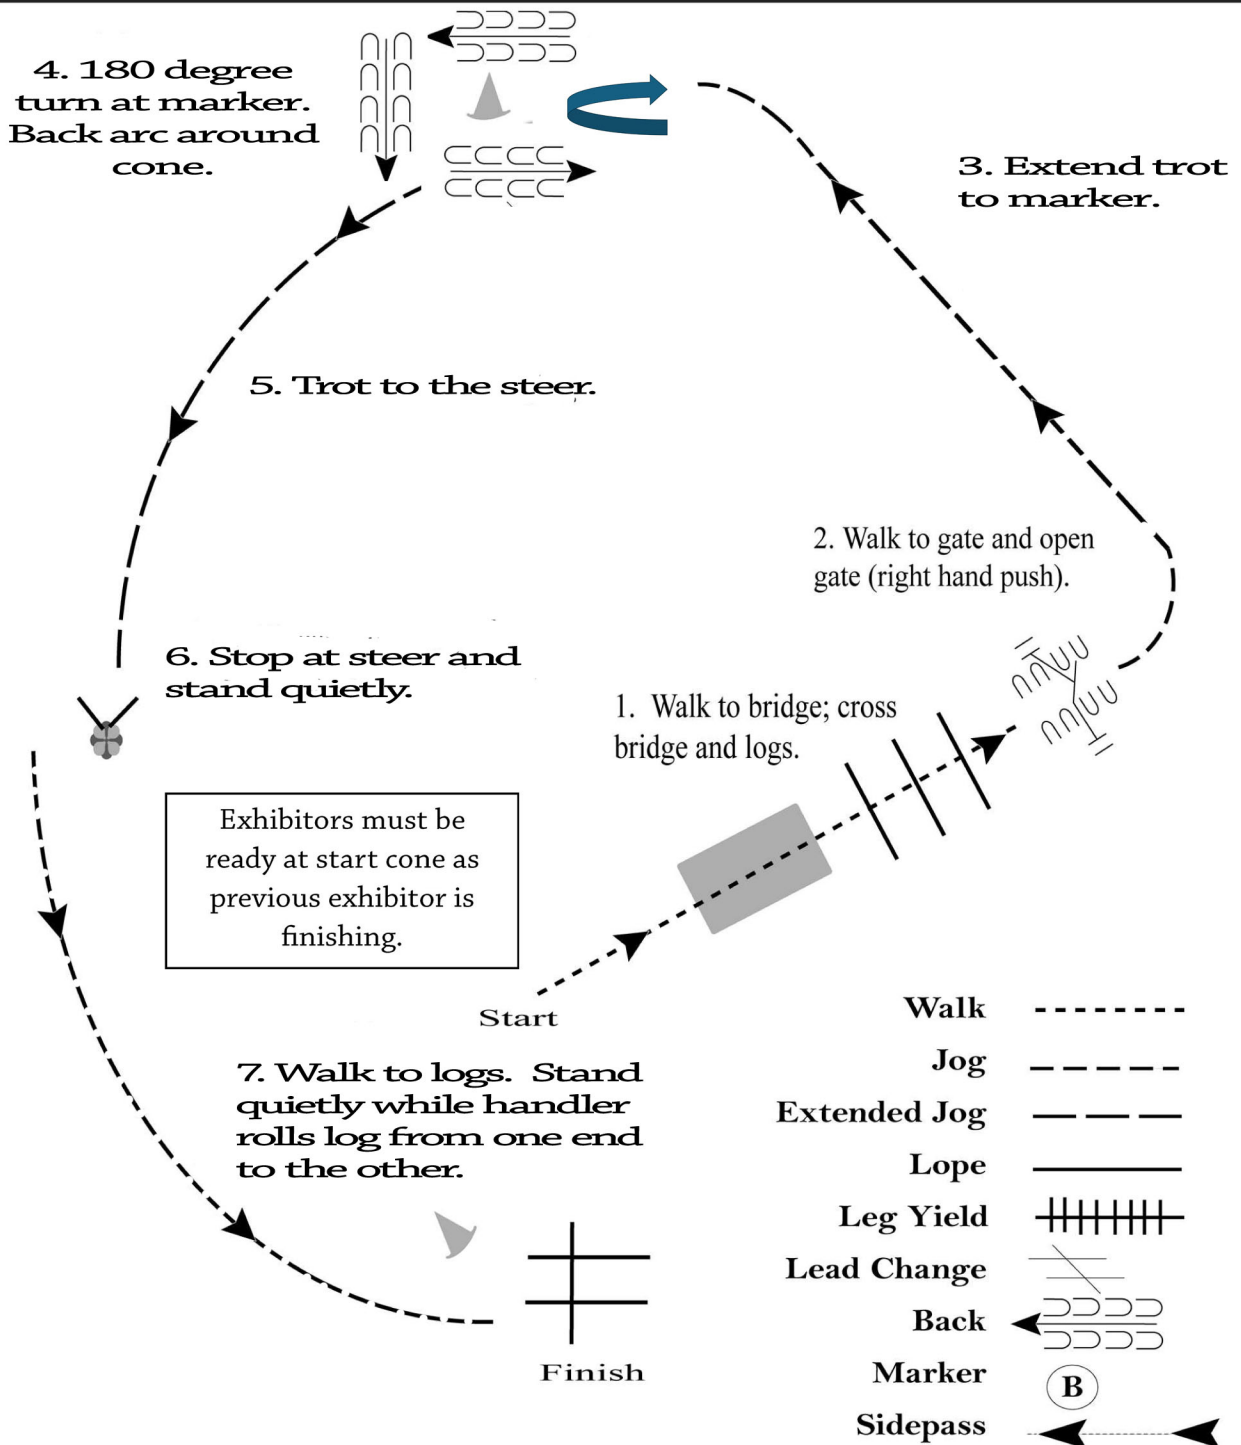 4. 180 degree
turn at marker.
Back arc around
cone.
3. Extend trot
to marker.
5. Trot to the steer.
2. Walk to gate and open
gate (right hand push).
6. Stop at steer and
stand quietly.
1. Walk to bridge; cross
bridge and logs.
Exhibitors must be
ready at start cone as
previous exhibitor is
finishing.
Start
7. Walk to logs. Stand
quietly while handler
rolls log from one end
to the other.
Finish
Walk
Jog
Extended Jog
Lope
Leg Yield
Lead Change
Back
Marker B
Sidepass